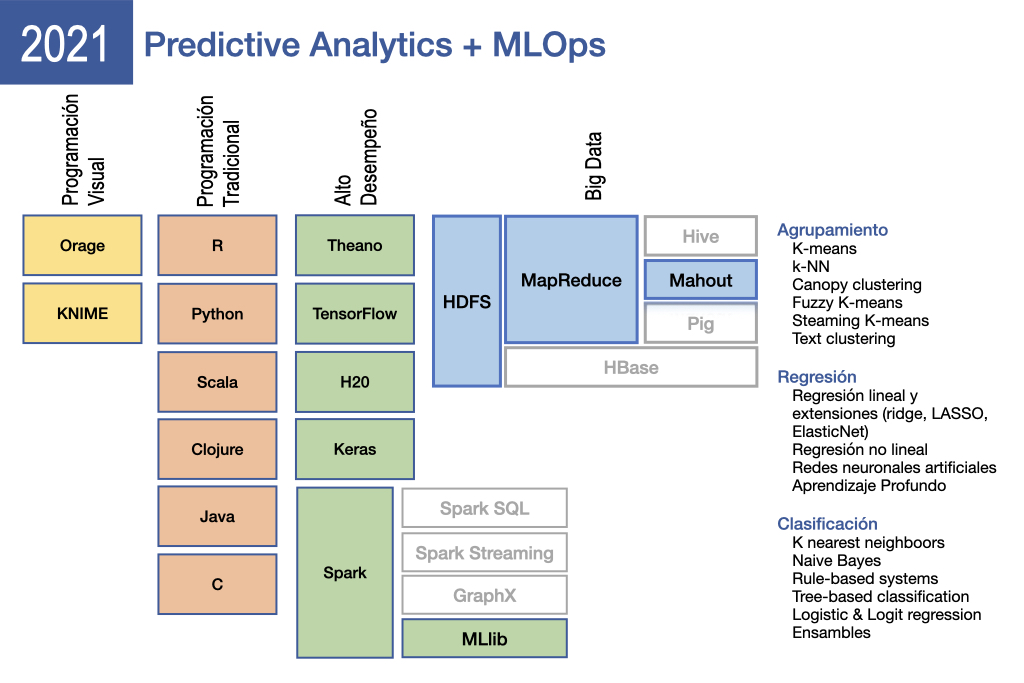 2021
Predictive Analytics + MLOps
Programación
Visual
Programación
Tradicional
Alto
Desempeño
Big Data
Orage
KNIME
R
Python
Scala
Clojure
Java
C
Theano
TensorFlow
H20
Keras
Spark
Spark SQL
Spark Streaming
GraphX
MLlib
HDFS
MapReduce
Hive
Mahout
Pig
HBase
Agrupamiento
K-means
k-NN
Canopy clustering
Fuzzy K-means
Steaming K-means
Text clustering
Regresión
Regresión lineal y
extensiones (ridge, LASSO,
ElasticNet)
Regresión no lineal
Redes neuronales artificiales
Aprendizaje Profundo
Clasificación
K nearest neighboors
Naive Bayes
Rule-based systems
Tree-based classification
Logistic & Logit regression
Ensambles